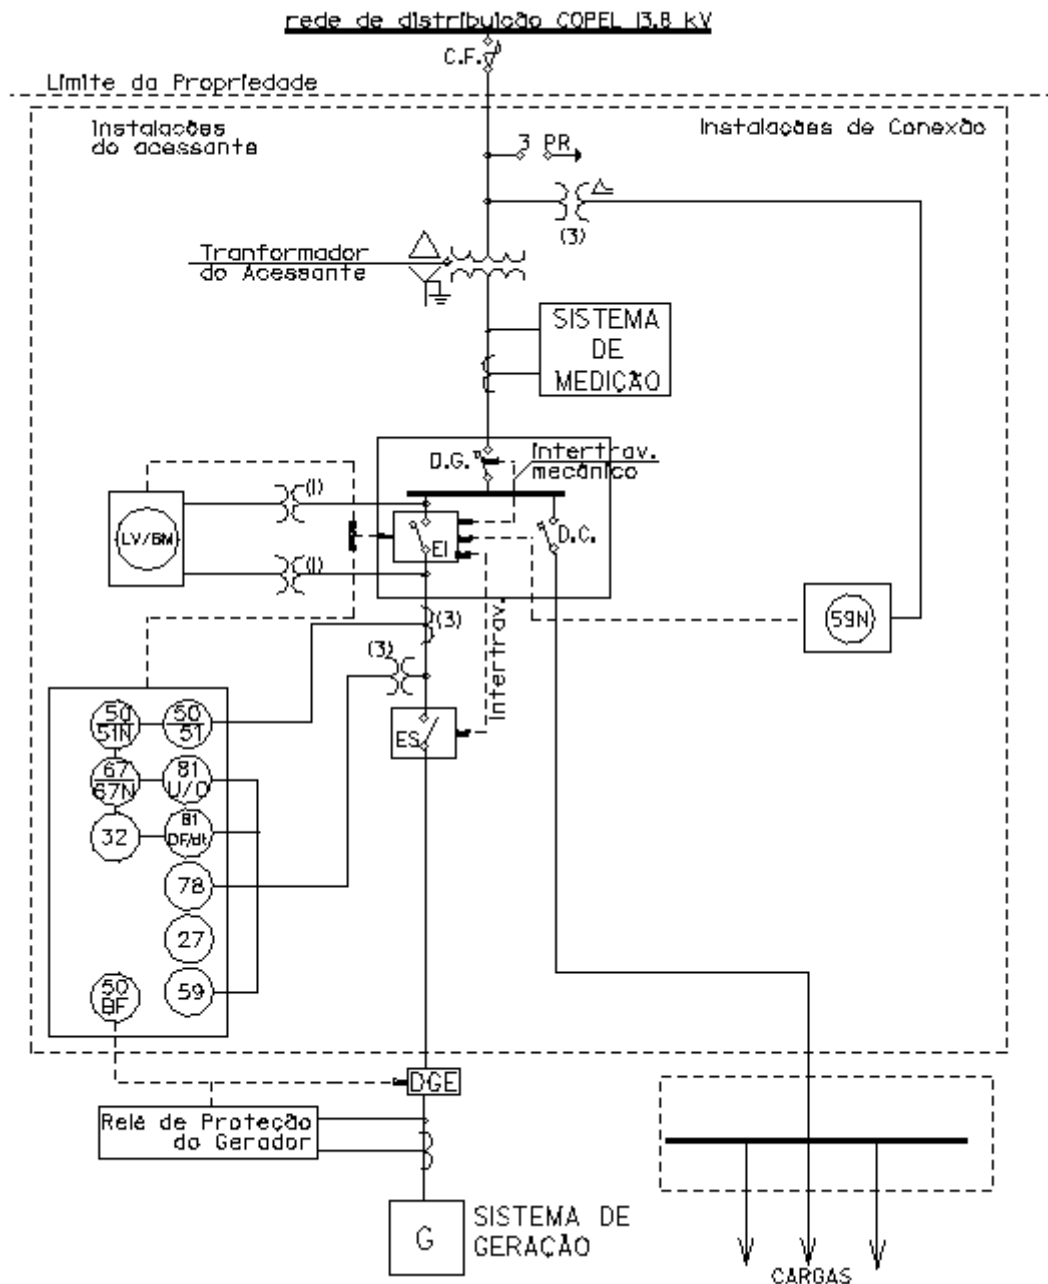 rede de distribuição COPEL 13.8 kV
C.F.
Limite da Propriedade
Instalações
do acessante
Instalações de Conexão
3 PR
(3)
Tranformador
do Acessante
SISTEMA
DE
MEDIÇÃO
D.G.
Intertrav.
mecânico
(1)
LV/BM
EI
D.C.
(1)
(3)
59N
(3)
Intertrav.
50
51N
50
51
ES
67
67N
81
U/O
32
81
DF/dt
78
27
50
BF
59
DGE
Relé de Proteção
do Gerador
G
SISTEMA DE
GERAÇÃO
CARGAS